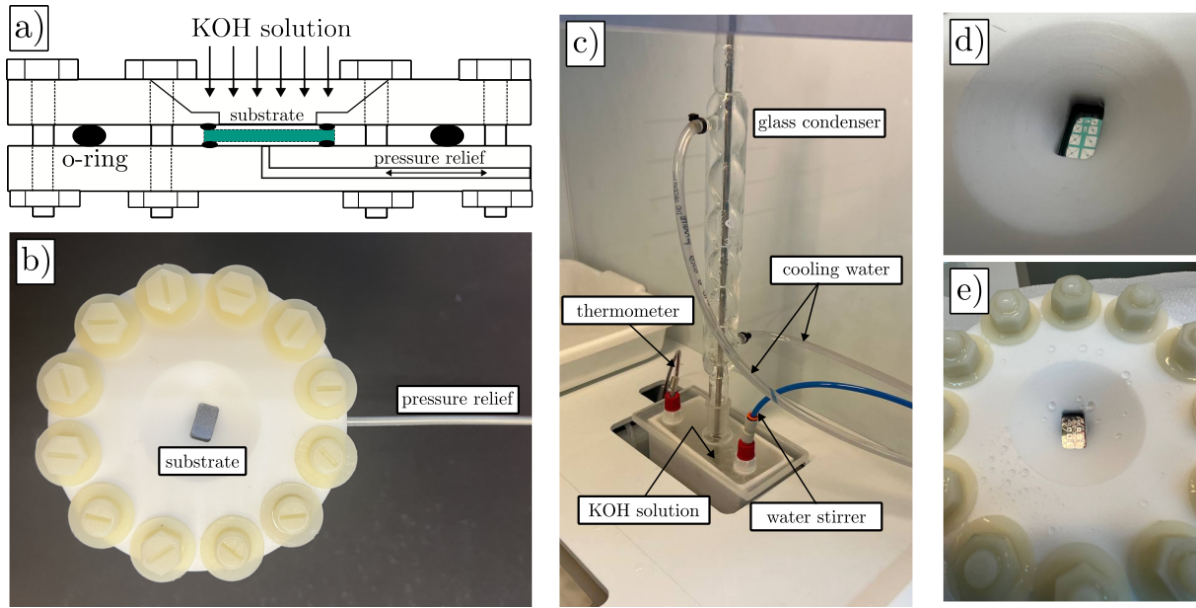 a)
KOH solution
substrate
o-ring
pressure relief
b)
pressure relief
substrate
c)
glass condenser
cooling water
thermometer
KOH solution
water stirrer
d)
e)